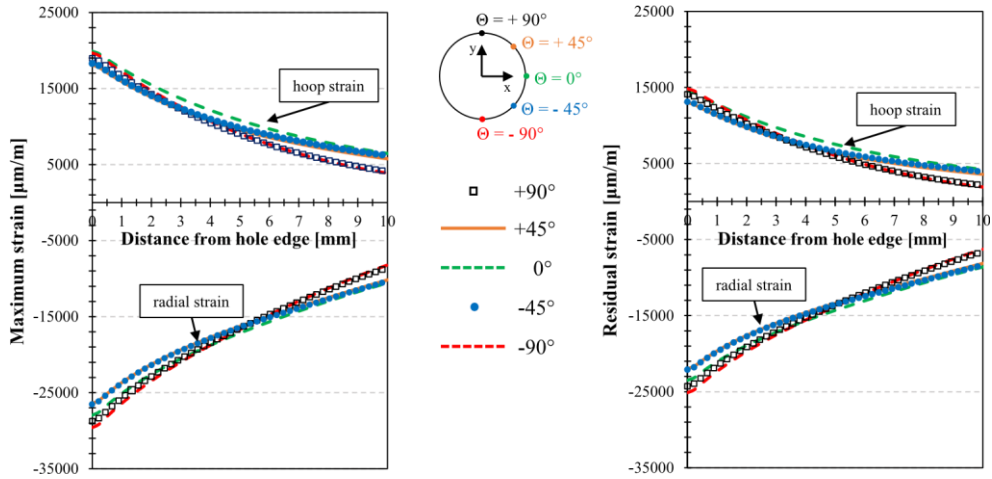 25000
15000
5000
-5000
-15000
-25000
-35000
Maximum strain [µm/m]
hoop strain
0 1 2 3 4 5 6 7 8 9 10
Distance from hole edge [mm]
radial strain
Θ = + 90°
Θ = + 45°
y
Θ = 0°
x
Θ = - 45°
Θ = - 90°
+90°
+45°
0°
-45°
-90°
25000
15000
5000
-5000
-15000
-25000
-35000
Residual strain [µm/m]
hoop strain
0 1 2 3 4 5 6 7 8 9 10
Distance from hole edge [mm]
radial strain